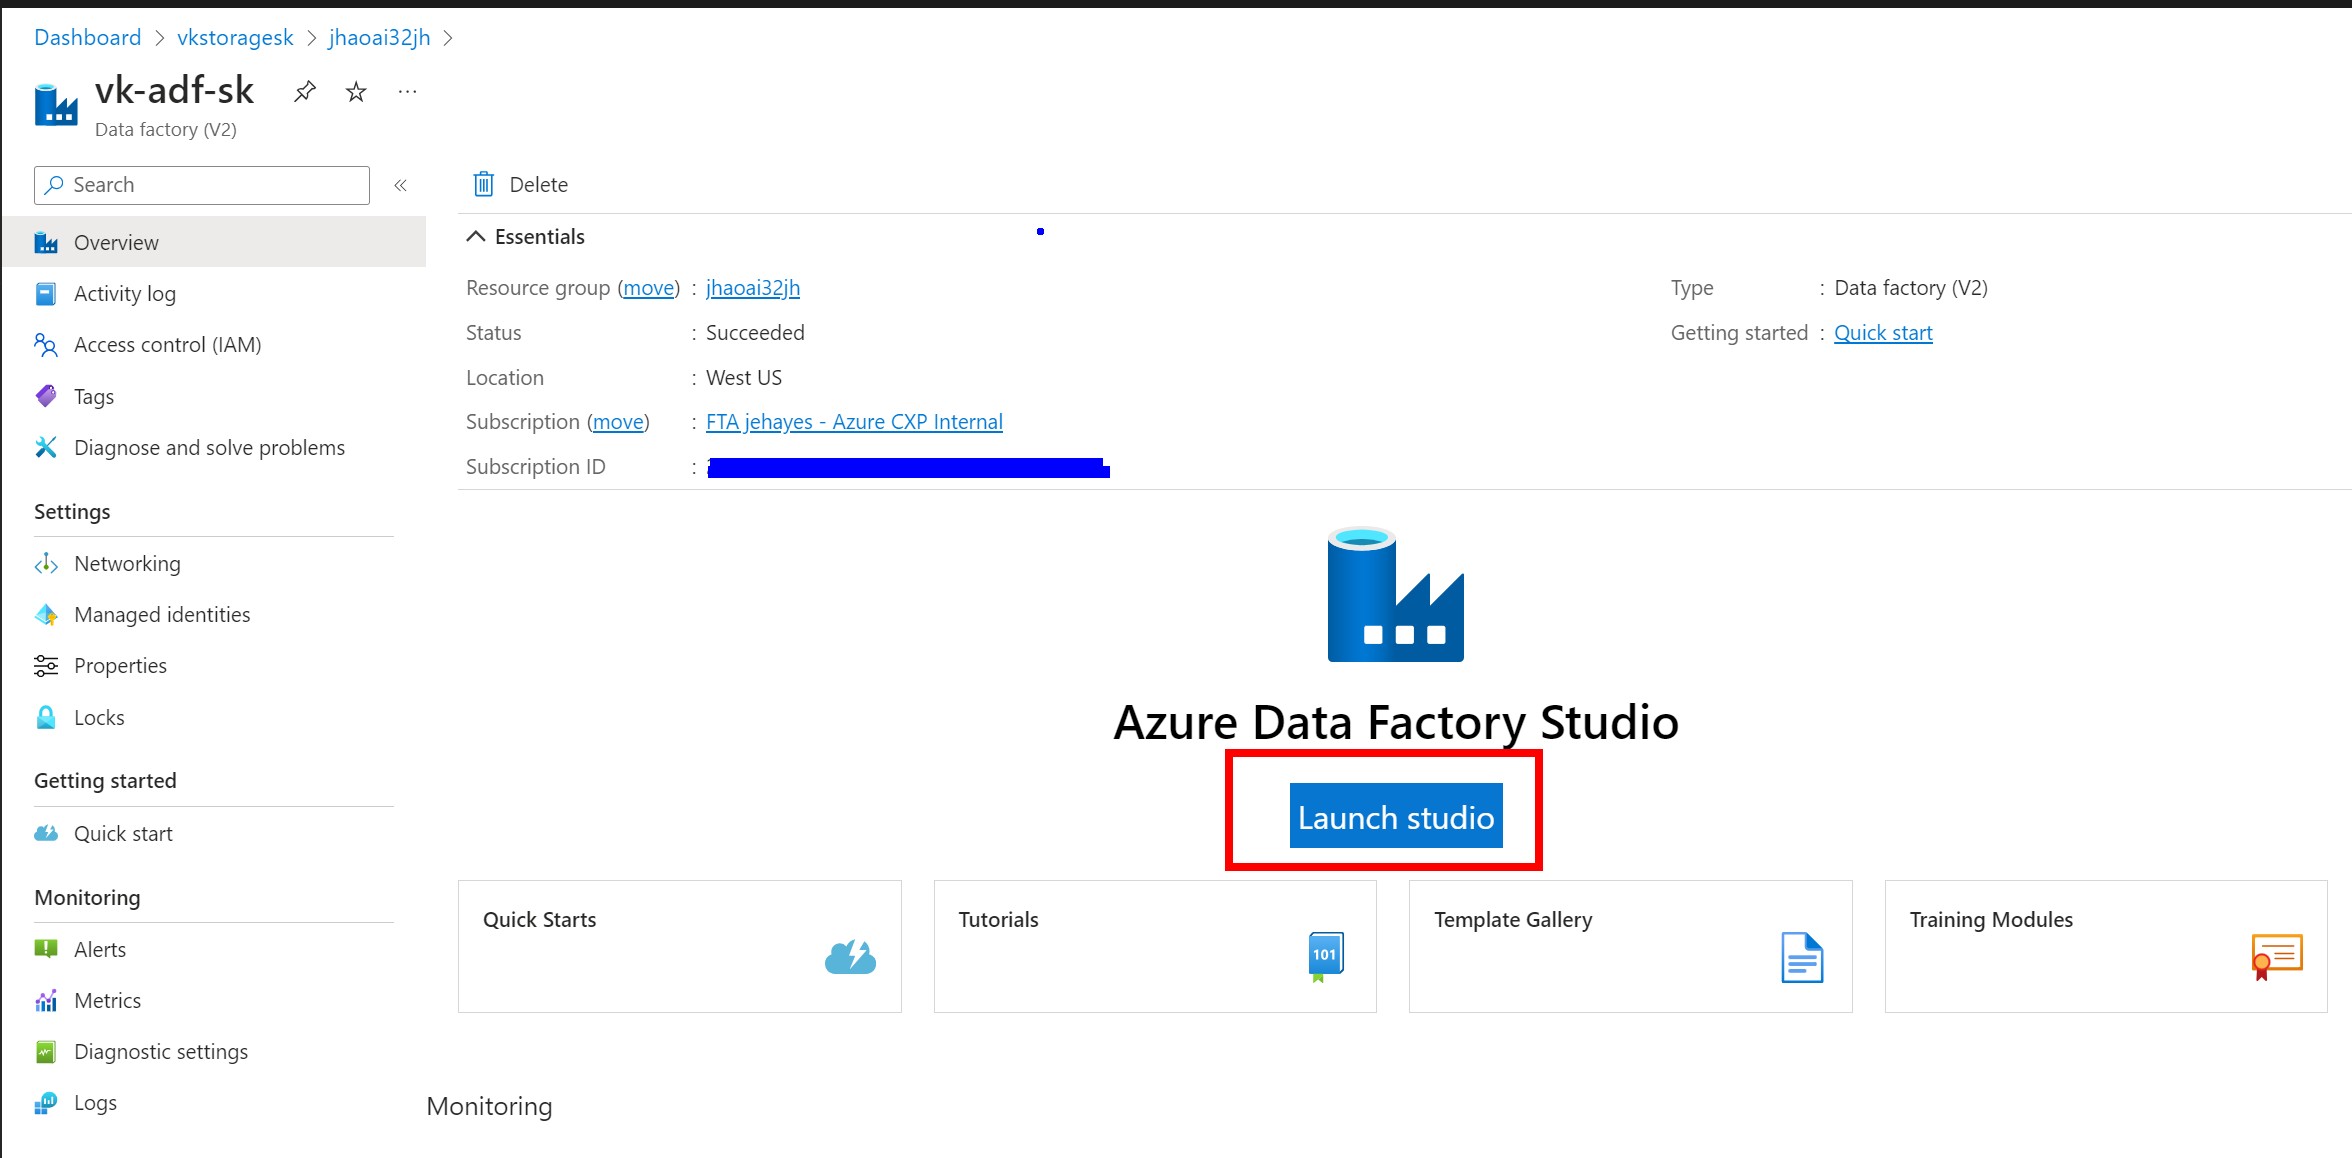 Dashboard > vkstoragesk > jhaoai32jh >
vk-adf-sk
Data factory (V2)
Search
Delete
Overview
Activity log
Access control (IAM)
Tags
Diagnose and solve problems
Settings
Networking
Managed identities
Properties
Locks
Getting started
Quick start
Monitoring
Alerts
Metrics
Diagnostic settings
Logs
Essentials
Resource group (move) : jhaoai32jh
Status : Succeeded
Location : West US
Subscription (move) : FTA jehayes - Azure CXP Internal
Subscription ID :
Type : Data factory (V2)
Getting started : Quick start
Azure Data Factory Studio
Launch studio
Quick Starts
Tutorials
101
Template Gallery
Training Modules
Monitoring